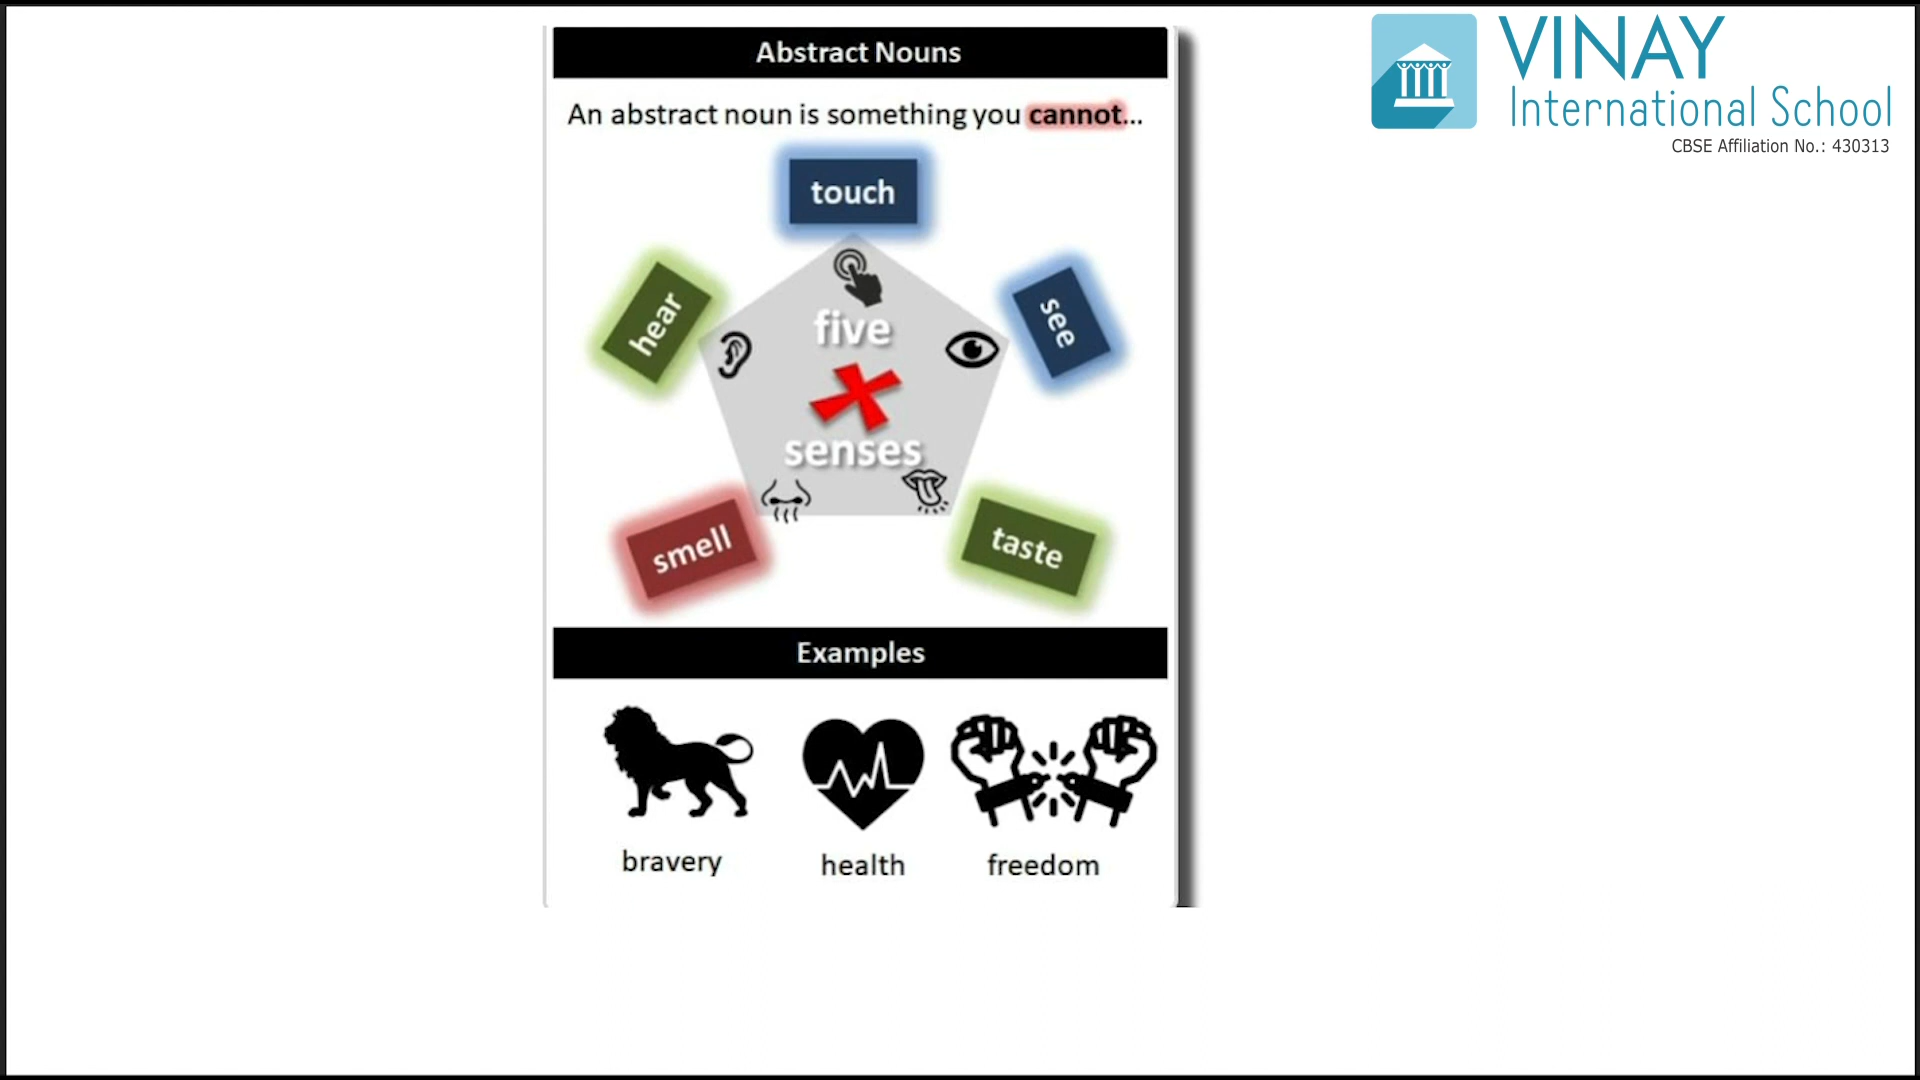 Abstract Nouns
An abstract noun is something you cannot...
touch
hear
see
five
senses
smell
taste
Examples
bravery
health
freedom
VINAY
International School
CBSE Affiliation No.: 430313